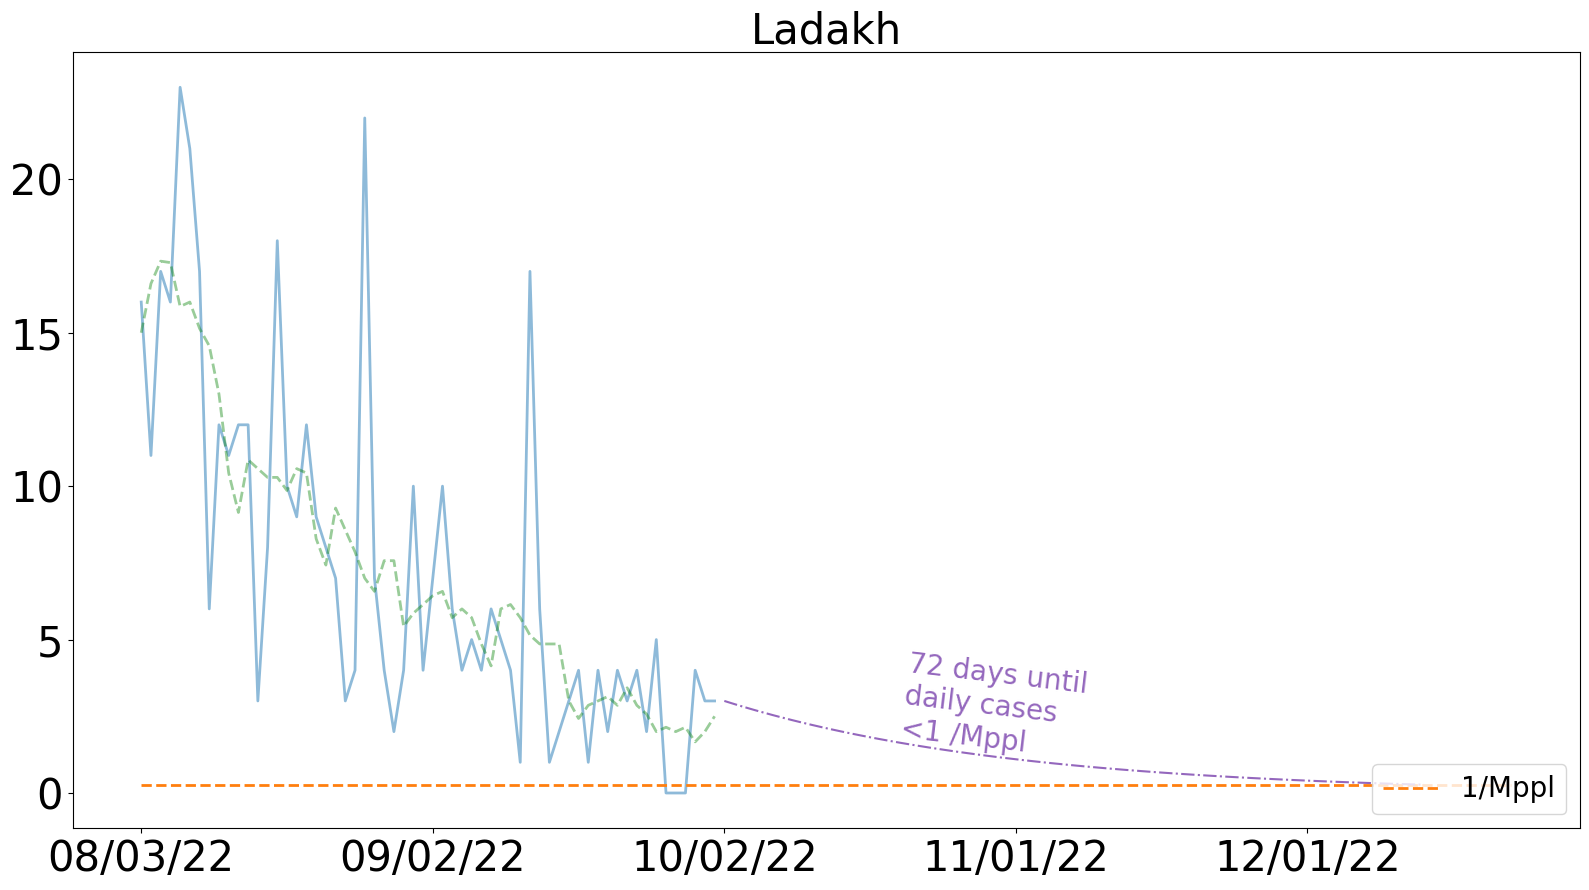 Ladakh
20
15
10
5
0
72 days until
daily cases
<1 /Mppl
1/Mppl
08/03/22
09/02/22
10/02/22
11/01/22
12/01/22